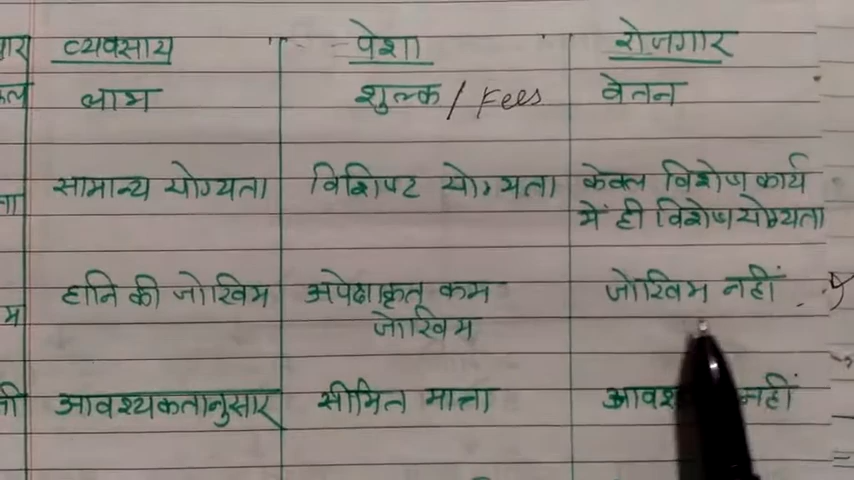 व्यवसाय पेशा रोजगार
लाभ शुल्क / Fees वेतन
सामान्य योग्यता विशिष्ट योग्यता केवल विशेष कार्य
में ही विशेष योग्यता
हानि की जोखिम अपेक्षाकृत कम जोखिम नहीं
जोखिम
आवश्यकतानुसार सीमित मात्रा नहीं